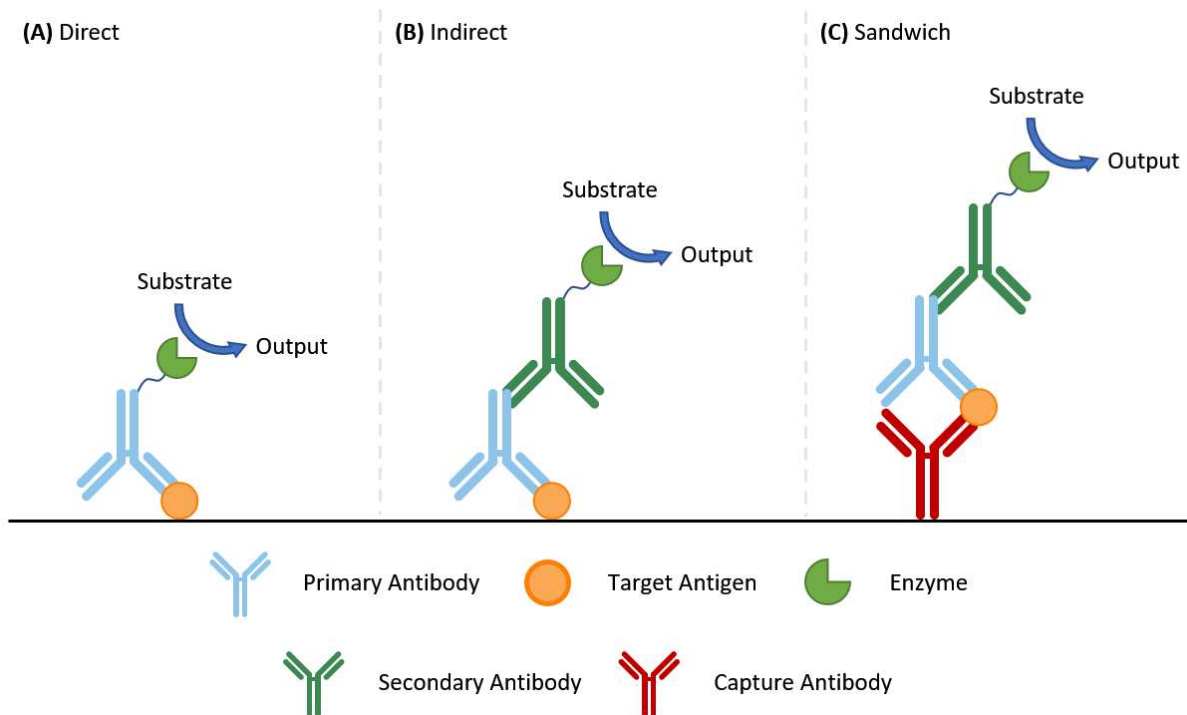 (A) Direct
(B) Indirect
(C) Sandwich
Substrate
Output
Substrate
Output
Substrate
Output
Primary Antibody
Target Antigen
Enzyme
Secondary Antibody
Capture Antibody